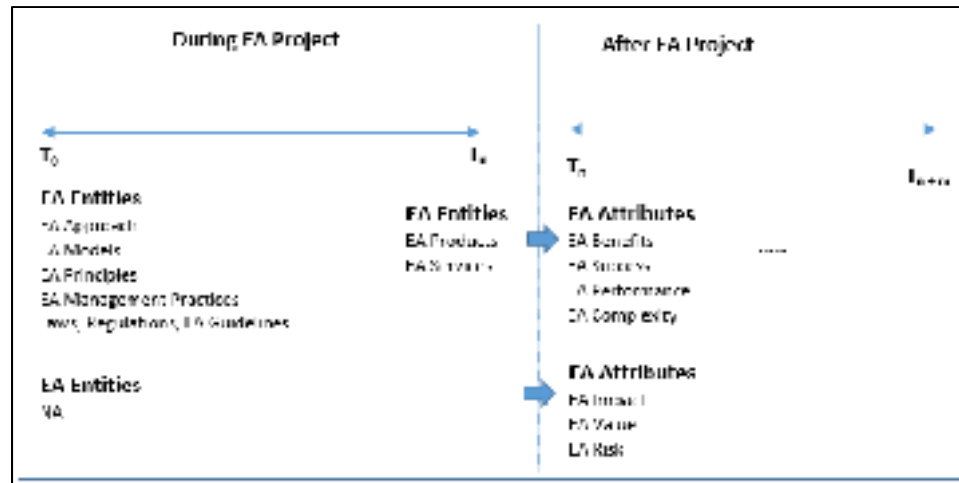 During EA Project
After EA Project
T0
Tn
Tn
Tn+m
EA Entities
EA Approach
EA Models
EA Principles
EA Management Practices
Laws, Regulations, EA Guidelines
EA Entities
EA Products
EA Services
EA Attributes
EA Benefits
EA Success
EA Performance
EA Complexity
.....
EA Entities
NA
EA Attributes
EA Impact
EA Value
EA Risk